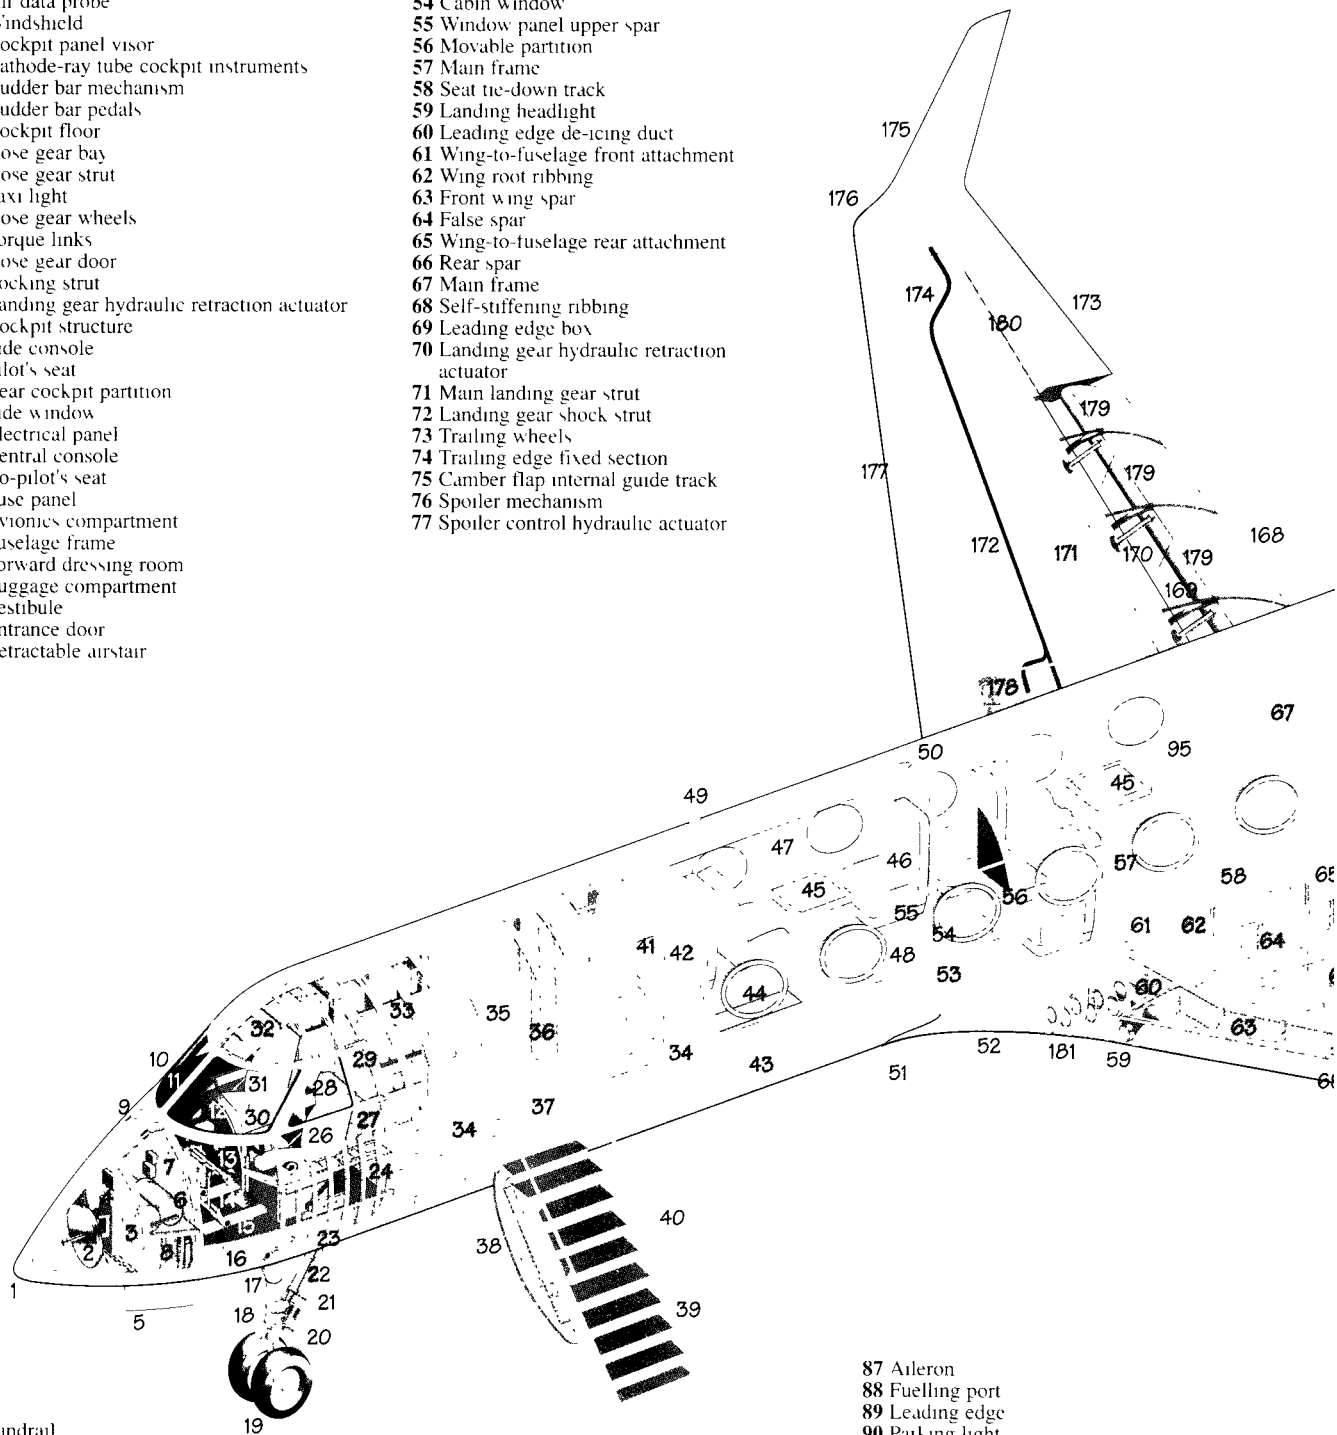 ir data probe
indshield
ockpit panel visor
athode-ray tube cockpit instruments
udder bar mechanism
udder bar pedals
ockpit floor
ose gear bay
ose gear strut
axi light
ose gear wheels
orque links
ose gear door
ocking strut
anding gear hydraulic retraction actuator
ockpit structure
ide console
ilot's seat
ear cockpit partition
ide window
lectrical panel
entral console
o-pilot's seat
use panel
vionics compartment
uselage frame
orward dressing room
uggage compartment
estibule
ntrance door
etractable airstair
54 Cabin window
55 Window panel upper spar
56 Movable partition
57 Main frame
58 Seat tie-down track
59 Landing headlight
60 Leading edge de-icing duct
61 Wing-to-fuselage front attachment
62 Wing root ribbing
63 Front wing spar
64 False spar
65 Wing-to-fuselage rear attachment
66 Rear spar
67 Main frame
68 Self-stiffening ribbing
69 Leading edge box
70 Landing gear hydraulic retraction
actuator
71 Main landing gear strut
72 Landing gear shock strut
73 Trailing wheels
74 Trailing edge fixed section
75 Camber flap internal guide track
76 Spoiler mechanism
77 Spoiler control hydraulic actuator
175
176
174
180
173
179
177
179
172
171
170
179
168
169
178
67
50
95
45
49
47
46
45
57
58
65
56
55
54
61
62
64
41
42
48
53
44
60
35
33
36
32
63
34
43
52
181
59
51
10
11
31
29
28
9
30
26
27
37
34
13
7
24
6
14
3
15
2
8
16
23
40
38
1
17
22
5
18
21
39
20
19
87 Aileron
88 Fuelling port
89 Leading edge
90 Parking light
andrail